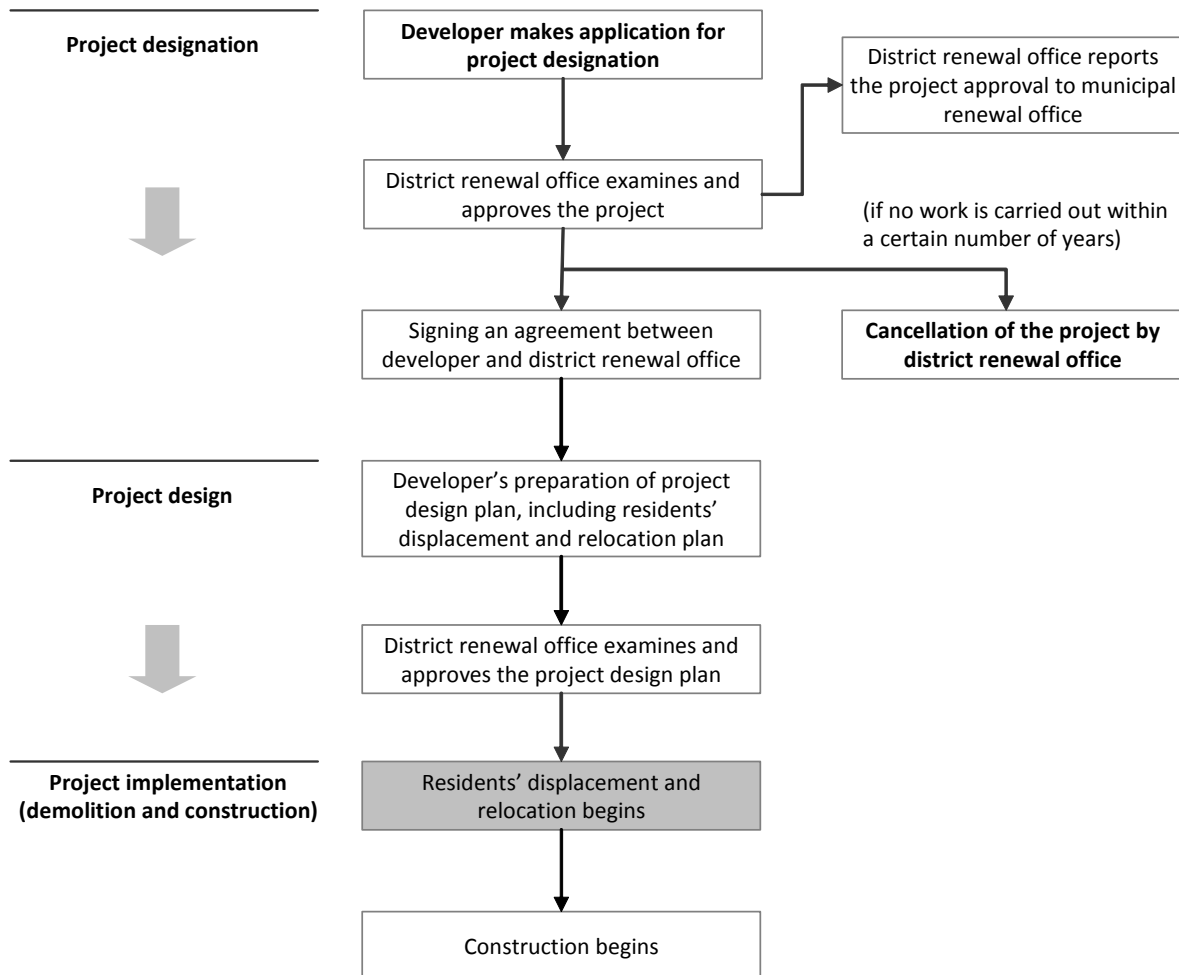 Project designation
Developer makes application for
project designation
District renewal office reports
the project approval to municipal
renewal office
District renewal office examines and
approves the project
(if no work is carried out within
a certain number of years)
Signing an agreement between
developer and district renewal office
Cancellation of the project by
district renewal office
Project design
Developer’s preparation of project
design plan, including residents’
displacement and relocation plan
District renewal office examines and
approves the project design plan
Project implementation
(demolition and construction)
Residents’ displacement and
relocation begins
Construction begins